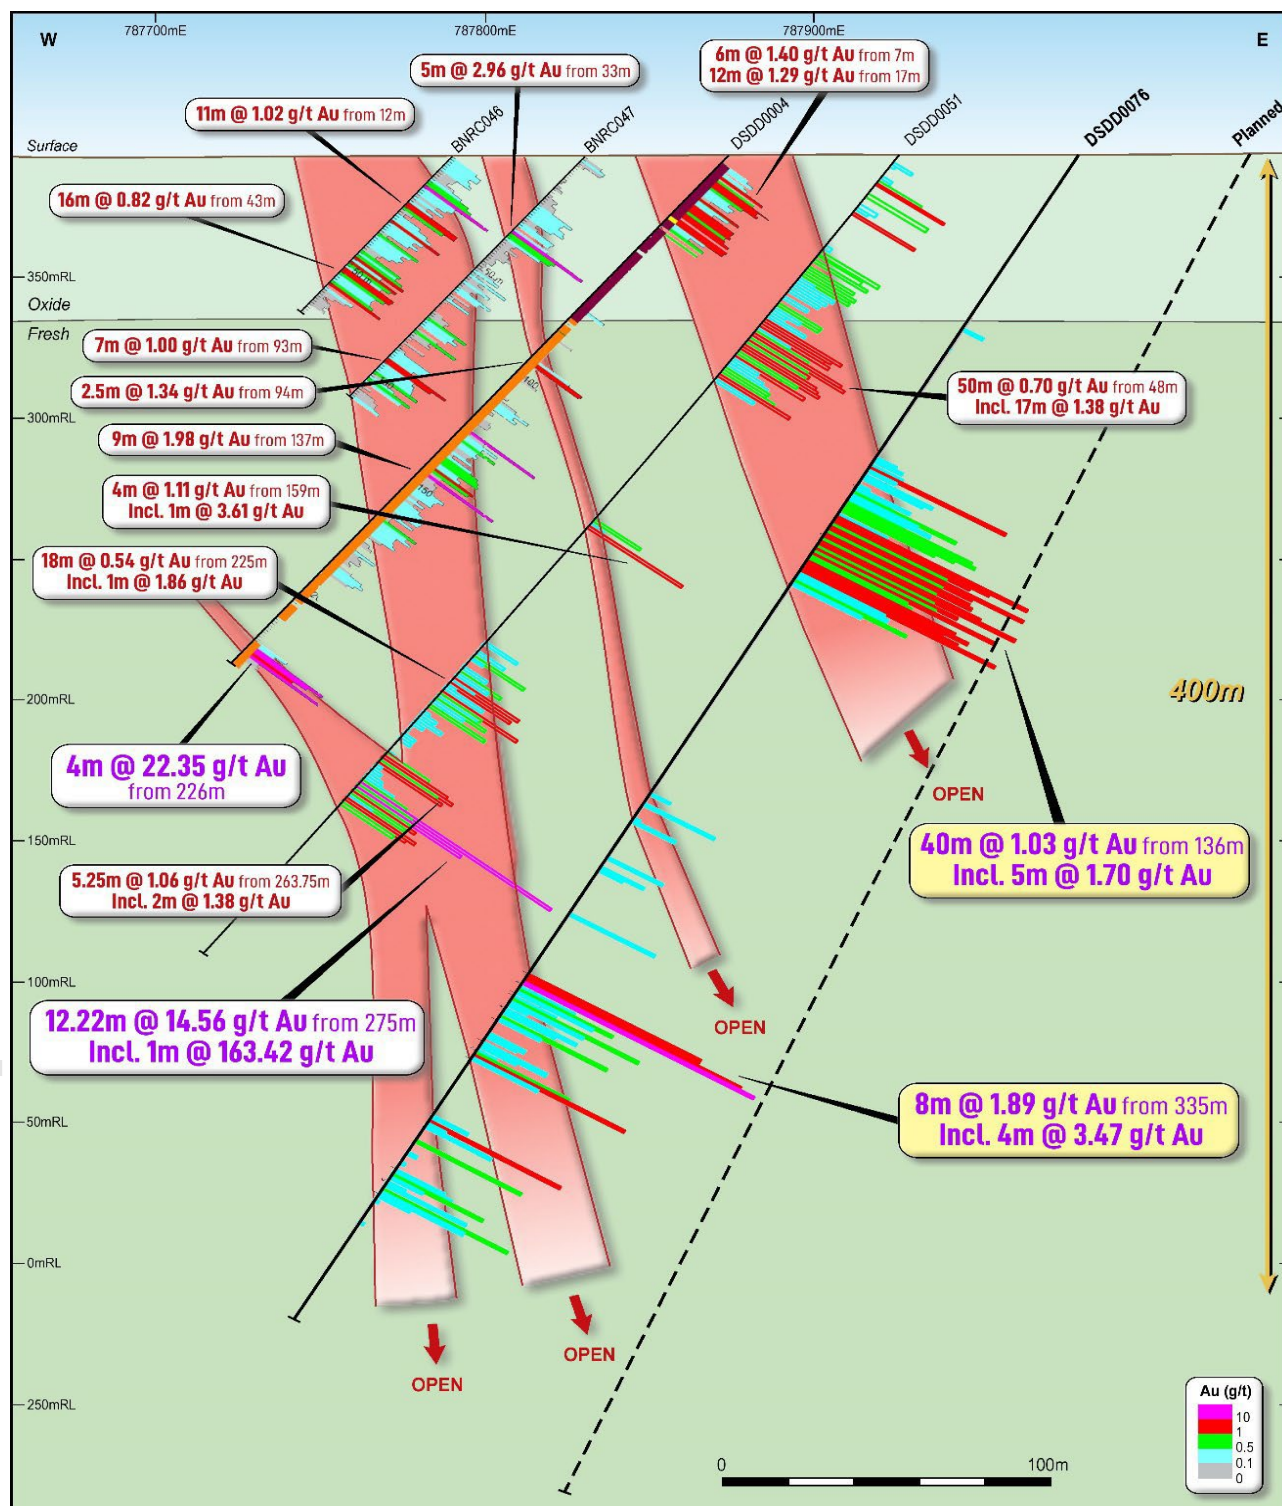 787700mE
787800mE
787900mE
W
E
5m @ 2.96 g/t Au from 33m
6m @ 1.40 g/t Au from 7m
12m @ 1.29 g/t Au from 17m
11m @ 1.02 g/t Au from 12m
BNRC046
BNRC047
DSDD0004
DSDD0051
DSDD0076
Planned
Surface
16m @ 0.82 g/t Au from 43m
350mRL
Oxide
Fresh
7m @ 1.00 g/t Au from 93m
2.5m @ 1.34 g/t Au from 94m
50m @ 0.70 g/t Au from 48m
Incl. 17m @ 1.38 g/t Au
300mRL
9m @ 1.98 g/t Au from 137m
4m @ 1.11 g/t Au from 159m
Incl. 1m @ 3.61 g/t Au
150
18m @ 0.54 g/t Au from 225m
Incl. 1m @ 1.86 g/t Au
200mRL
400m
4m @ 22.35 g/t Au
from 226m
OPEN
150mRL
40m @ 1.03 g/t Au from 136m
Incl. 5m @ 1.70 g/t Au
5.25m @ 1.06 g/t Au from 263.75m
Incl. 2m @ 1.38 g/t Au
100mRL
12.22m @ 14.56 g/t Au from 275m
Incl. 1m @ 163.42 g/t Au
OPEN
50mRL
8m @ 1.89 g/t Au from 335m
Incl. 4m @ 3.47 g/t Au
0mRL
OPEN
OPEN
250mRL
Au (g/t)
10
1
0.5
0.1
0
0
100m